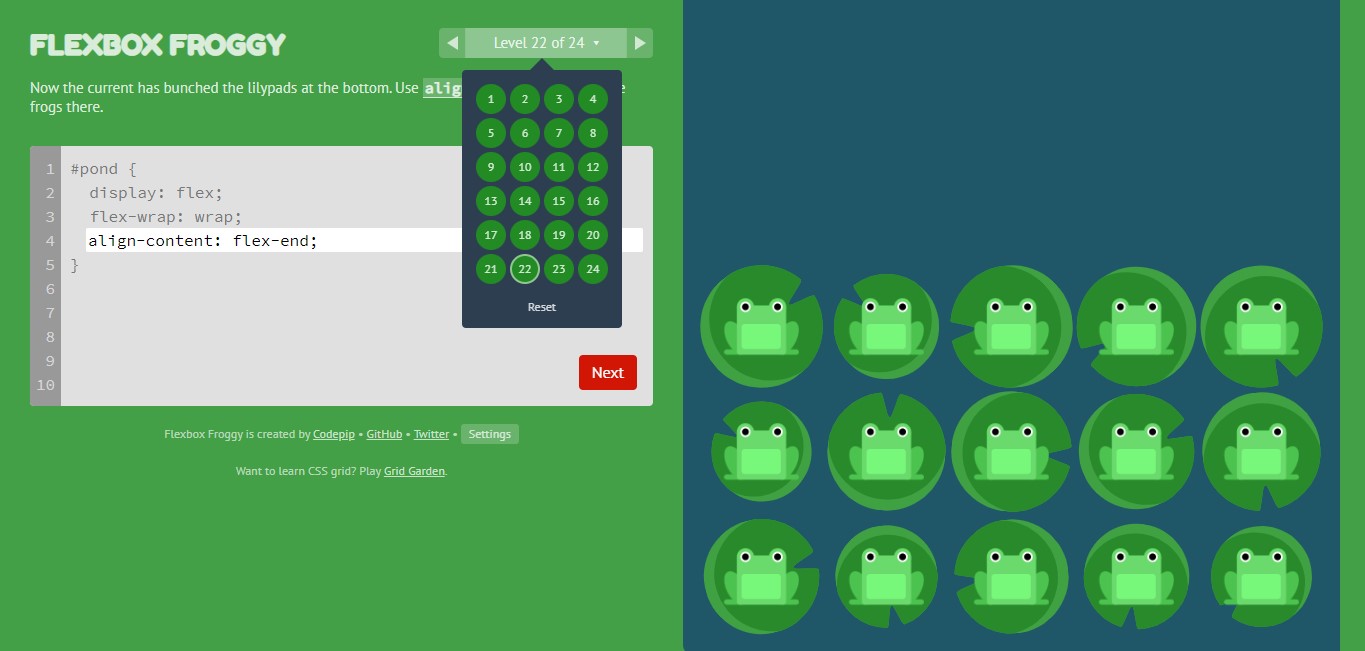 FLEXBOX FROGGY
Level 22 of 24
Now the current has bunched the lilypads at the bottom. Use alig
frogs there.
1 2 3 4
5 6 7 8
9 10 11 12
13 14 15 16
17 18 19 20
21 22 23 24
Reset
1 #pond {
2 display: flex;
3 flex-wrap: wrap;
4 align-content: flex-end;
5 }
6
7
8
9
10
Next
Flexbox Froggy is created by Codepip • GitHub • Twitter • Settings
Want to learn CSS grid? Play Grid Garden.